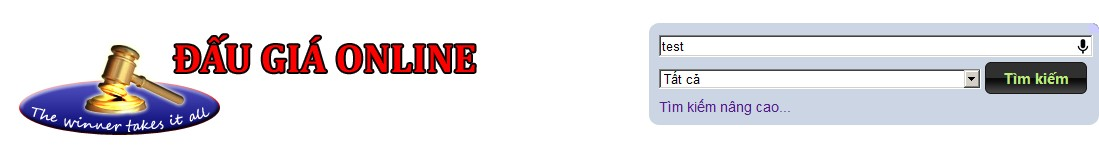 ĐẤU GIÁ ONLINE
The winner takes it all
test
Tất cả
Tìm kiếm
Tìm kiếm nâng cao...